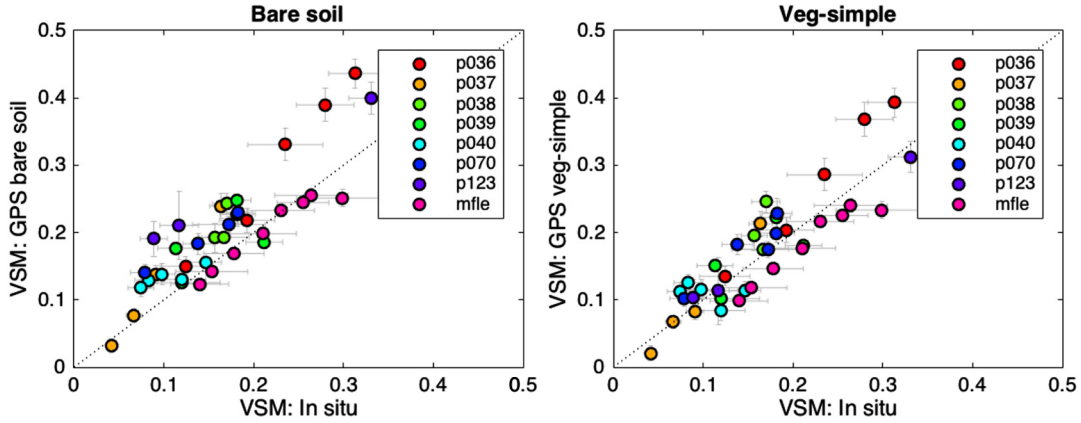 Bare soil
0.5
0.4
0.3
0.2
0.1
0
VSM: GPS bare soil
p036
p037
p038
p039
p040
p070
p123
mfle
0 0.1 0.2 0.3 0.4 0.5
VSM: In situ
Veg-simple
0.5
0.4
0.3
0.2
0.1
0
VSM: GPS veg-simple
p036
p037
p038
p039
p040
p070
p123
mfle
0 0.1 0.2 0.3 0.4 0.5
VSM: In situ